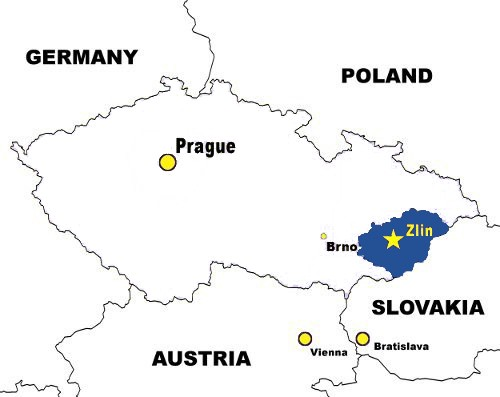 GERMANY
POLAND
Prague
Zlin
Brno
SLOVAKIA
Vienna
Bratislava
AUSTRIA